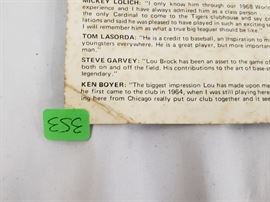 MICKEY LOLICH: "I only know him through our 1968 Wor
experience and I have always admired him as a class person
the only Cardinal to come to the Tigers clubhouse and say co
lations and said he was pleased to have played in such an exciting s
I will remember him as what a true big leaguer should be like."
TOM LASORDA: "He is a credit to baseball, an inspiration to m
youngsters everywhere. He is a great player, but more importan
man."
STEVE GARVEY: "Lou Brock has been an asset to the game of
both on and off the field. His contributions to the art of base s
legendary."
KEN BOYER: "The biggest impression Lou has made upon me
he first came to the club in 1964, when I was still playing here
ing here from Chicago really put our club together and it see
353